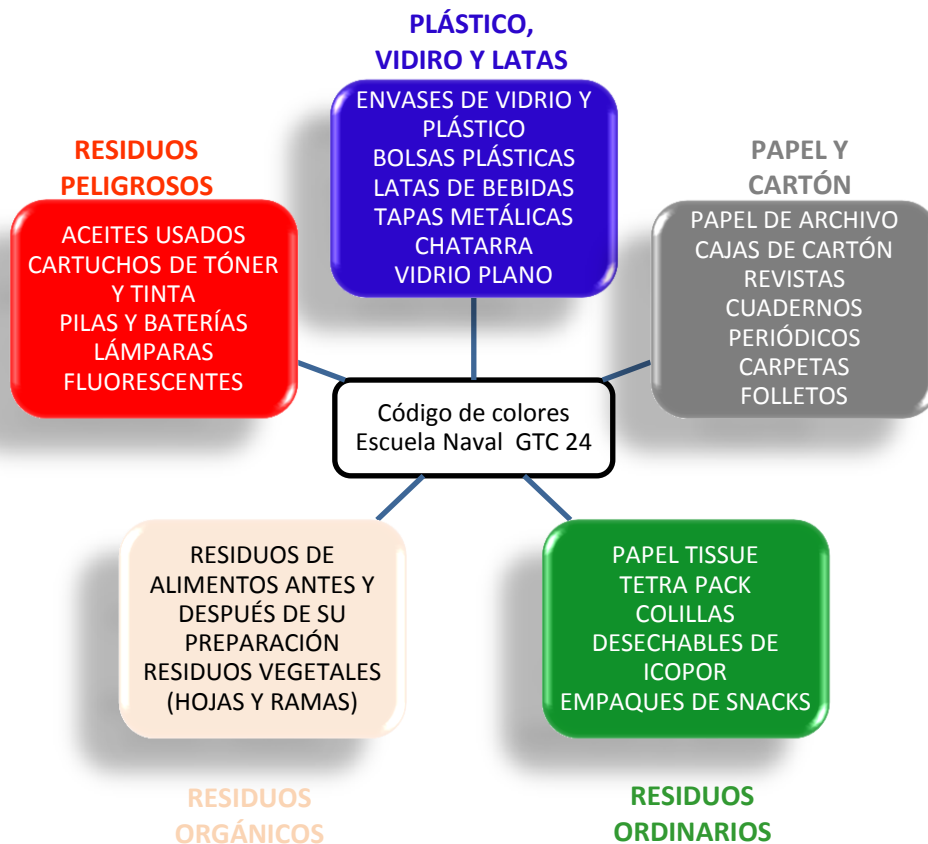 PLÁSTICO,
VIDIRO Y LATAS
ENVASES DE VIDRIO Y
PLÁSTICO
BOLSAS PLÁSTICAS
LATAS DE BEBIDAS
TAPAS METÁLICAS
CHATARRA
VIDRIO PLANO
RESIDUOS
PELIGROSOS
ACEITES USADOS
CARTUCHOS DE TÓNER
Y TINTA
PILAS Y BATERÍAS
LÁMPARAS
FLUORESCENTES
PAPEL Y
CARTÓN
PAPEL DE ARCHIVO
CAJAS DE CARTÓN
REVISTAS
CUADERNOS
PERIÓDICOS
CARPETAS
FOLLETOS
Código de colores
Escuela Naval GTC 24
RESIDUOS DE
ALIMENTOS ANTES Y
DESPUÉS DE SU
PREPARACIÓN
RESIDUOS VEGETALES
(HOJAS Y RAMAS)
RESIDUOS
ORGÁNICOS
PAPEL TISSUE
TETRA PACK
COLILLAS
DESECHABLES DE
ICOPOR
EMPAQUES DE SNACKS
RESIDUOS
ORDINARIOS